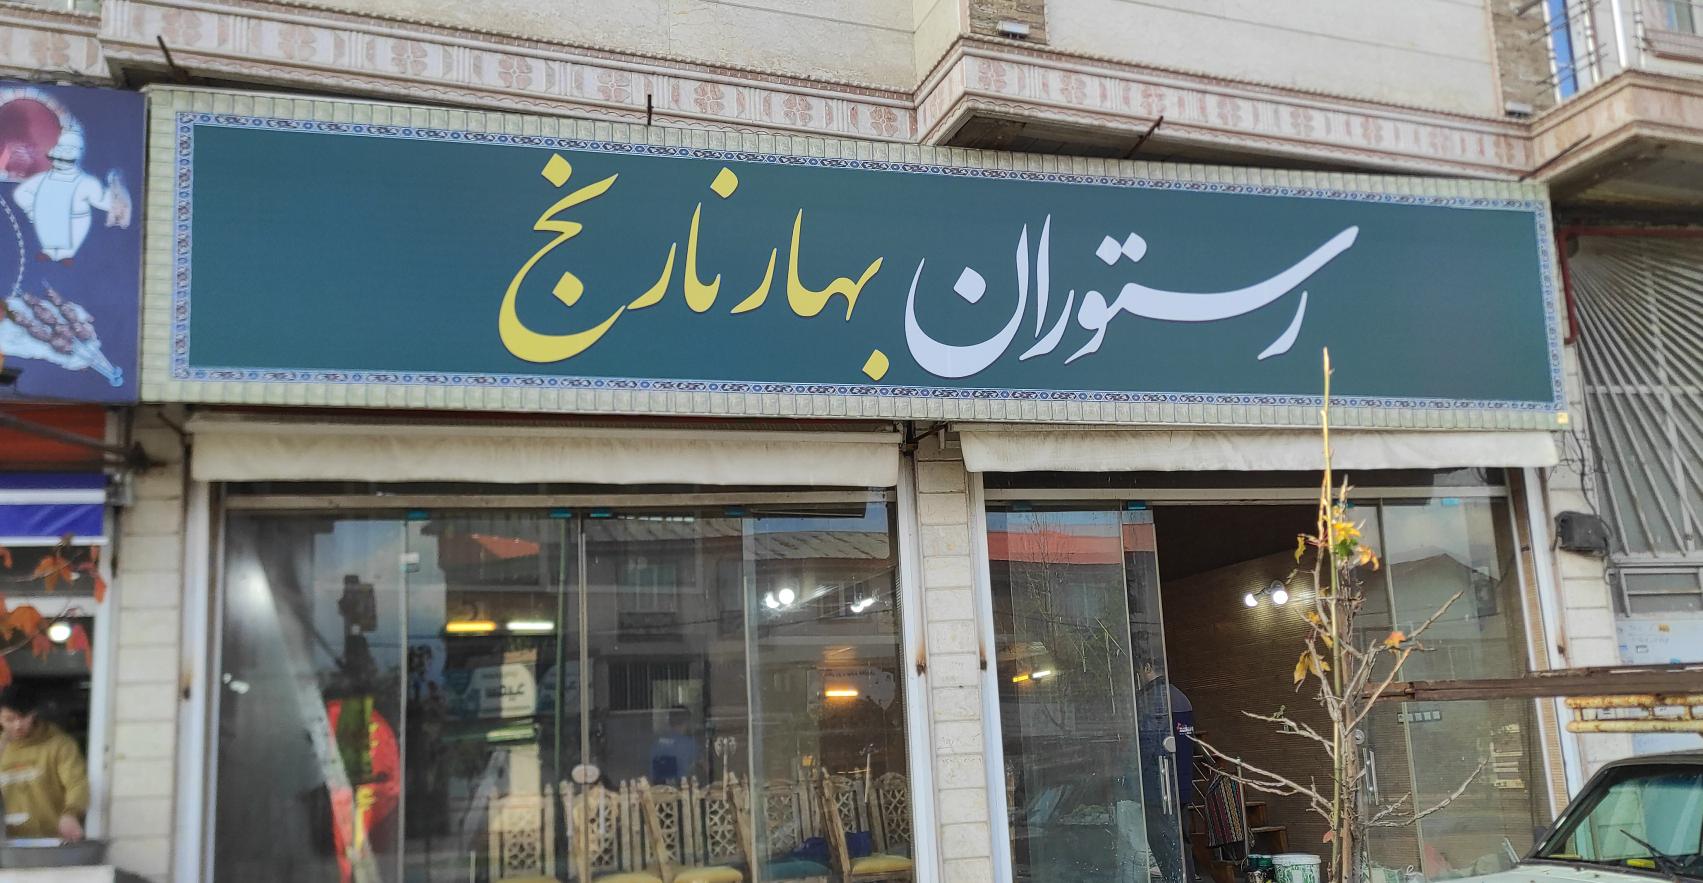 رستوران بهار نارنج